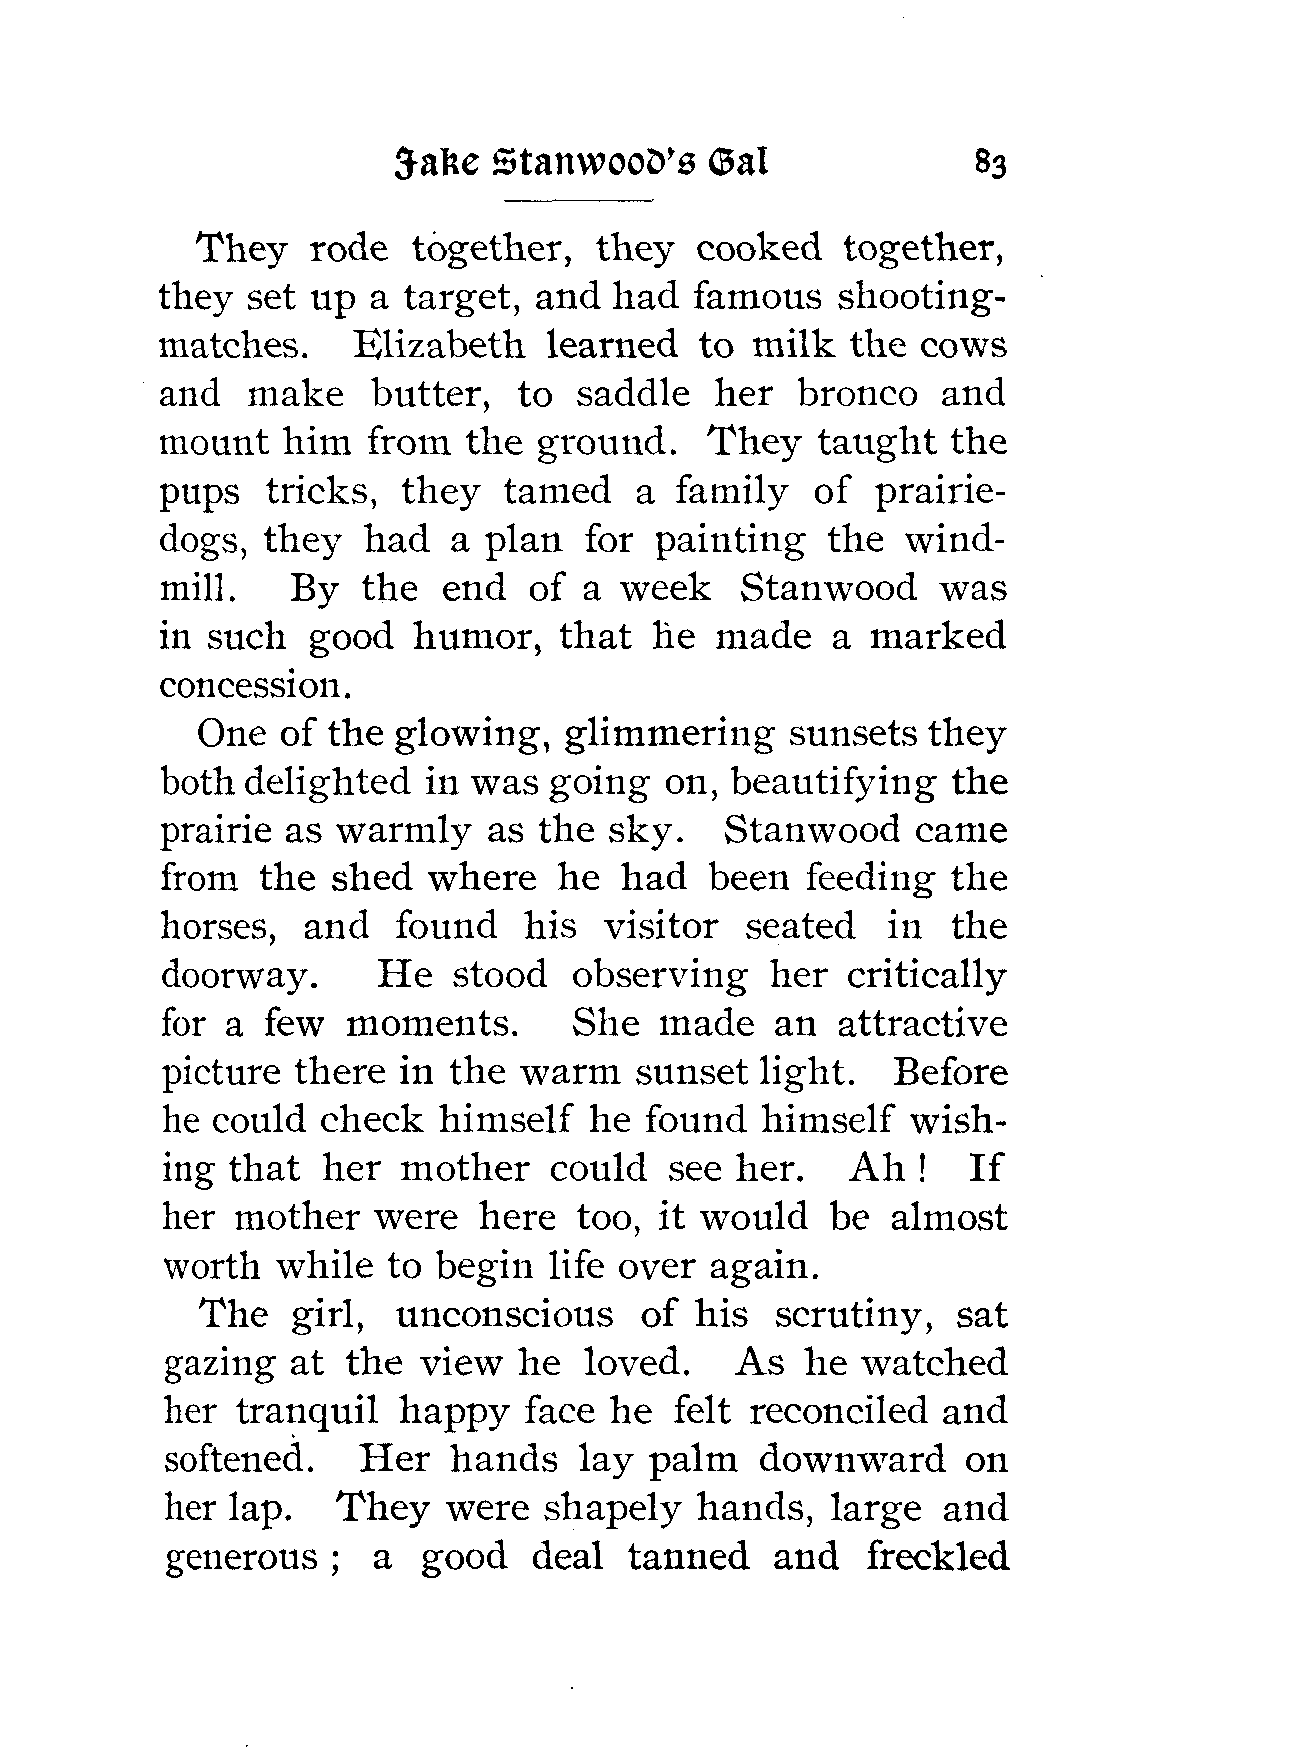 Jake Stanwood's Gal 83
They rode together, they cooked together,
they set up a target, and had famous shooting-
matches. Elizabeth learned to milk the cows
and make butter, to saddle her bronco and
mount him from the ground. They taught the
pups tricks, they tamed a family of prairie-
dogs, they had a plan for painting the wind-
mill. By the end of a week Stanwood was
in such good humor, that he made a marked
concession.
One of the glowing, glimmering sunsets they
both delighted in was going on, beautifying the
prairie as warmly as the sky. Stanwood came
from the shed where he had been feeding the
horses, and found his visitor seated in the
doorway. He stood observing her critically
for a few moments. She made an attractive
picture there in the warm sunset light. Before
he could check himself he found himself wish-
ing that her mother could see her. Ah ! If
her mother were here too, it would be almost
worth while to begin life over again.
The girl, unconscious of his scrutiny, sat
gazing at the view he loved. As he watched
her tranquil happy face he felt reconciled and
softened. Her hands lay palm downward on
her lap. They were shapely hands, large and
generous ; a good deal tanned and freckled